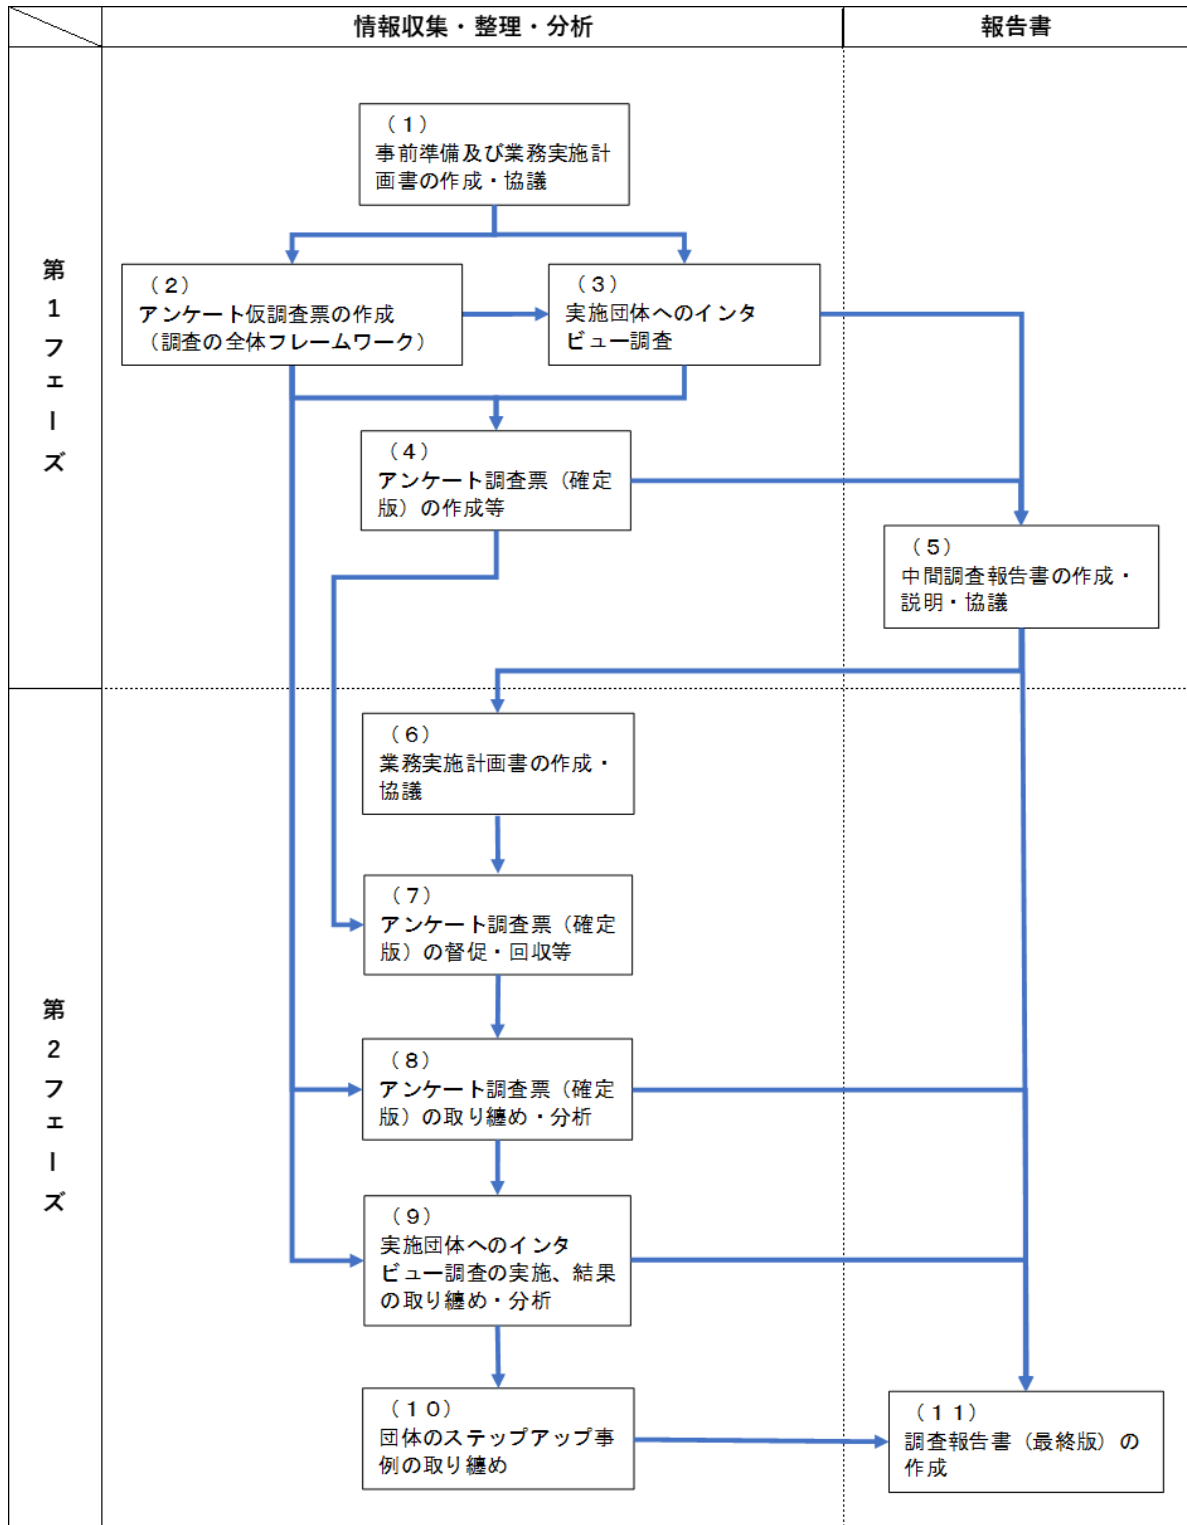 情報収集・整理・分析
報告書
第1フェーズ
（1）
事前準備及び業務実施計
画書の作成・協議
（2）
アンケート仮調査票の作成
（調査の全体フレームワーク）
（3）
実施団体へのインタ
ビュー調査
（4）
アンケート調査票（確定
版）の作成等
（5）
中間調査報告書の作成・
説明・協議
第2フェーズ
（6）
業務実施計画書の作成・
協議
（7）
アンケート調査票（確定
版）の督促・回収等
（8）
アンケート調査票（確定
版）の取り纏め・分析
（9）
実施団体へのインタ
ビュー調査の実施、結果
の取り纏め・分析
（10）
団体のステップアップ事
例の取り纏め
（11）
調査報告書（最終版）の
作成